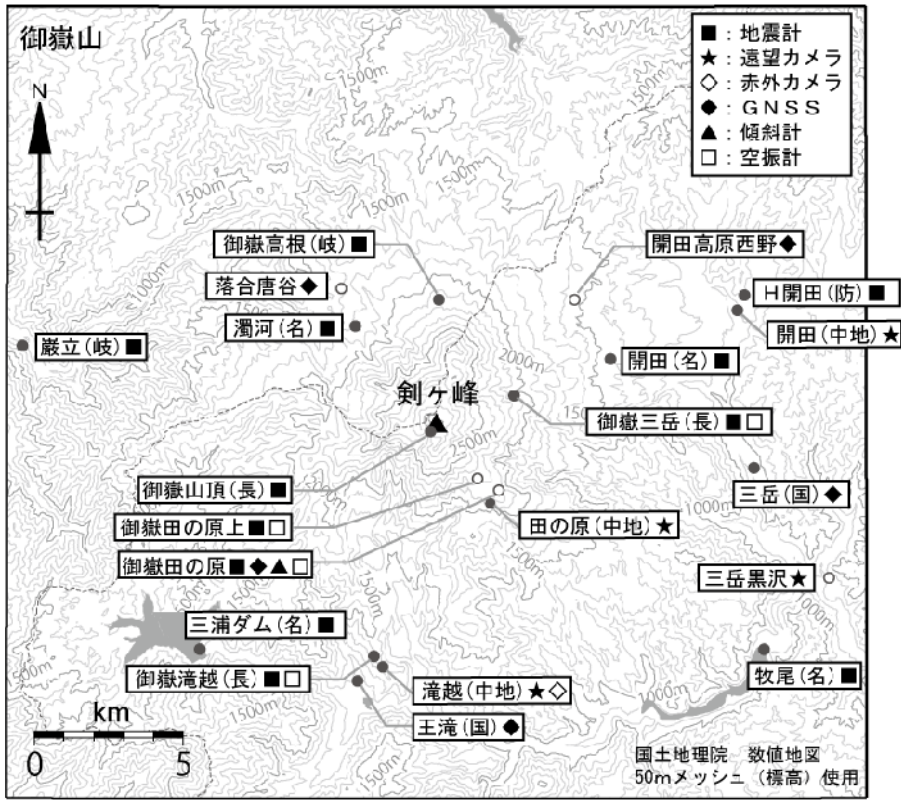 御嶽山
■：地震計
★：遠望カメラ
◇：赤外カメラ
●：ＧＮＳＳ
▲：傾斜計
□：空振計
N
1500m
1500m
1500m
1500m
1500m
御嶽高根(岐)■
開田高原西野◆
落合唐谷◆
1000m
H開田(防)■
濁河(名)■
開田(中地)★
巌立(岐)■
2000m
開田(名)■
剣ヶ峰
御嶽三岳(長)■□
1500m
御嶽山頂(長)■
三岳(国)◆
1000m
御嶽田の原上■□
田の原(中地)★
御嶽田の原■◆▲□
三岳黒沢★
1500m
三浦ダム(名)■
1500m
御嶽滝越(長)■□
滝越(中地)★◇
牧尾(名)■
1000m
1500m
王滝(国)●
km
0 5
国土地理院　数値地図
50mメッシュ（標高）使用